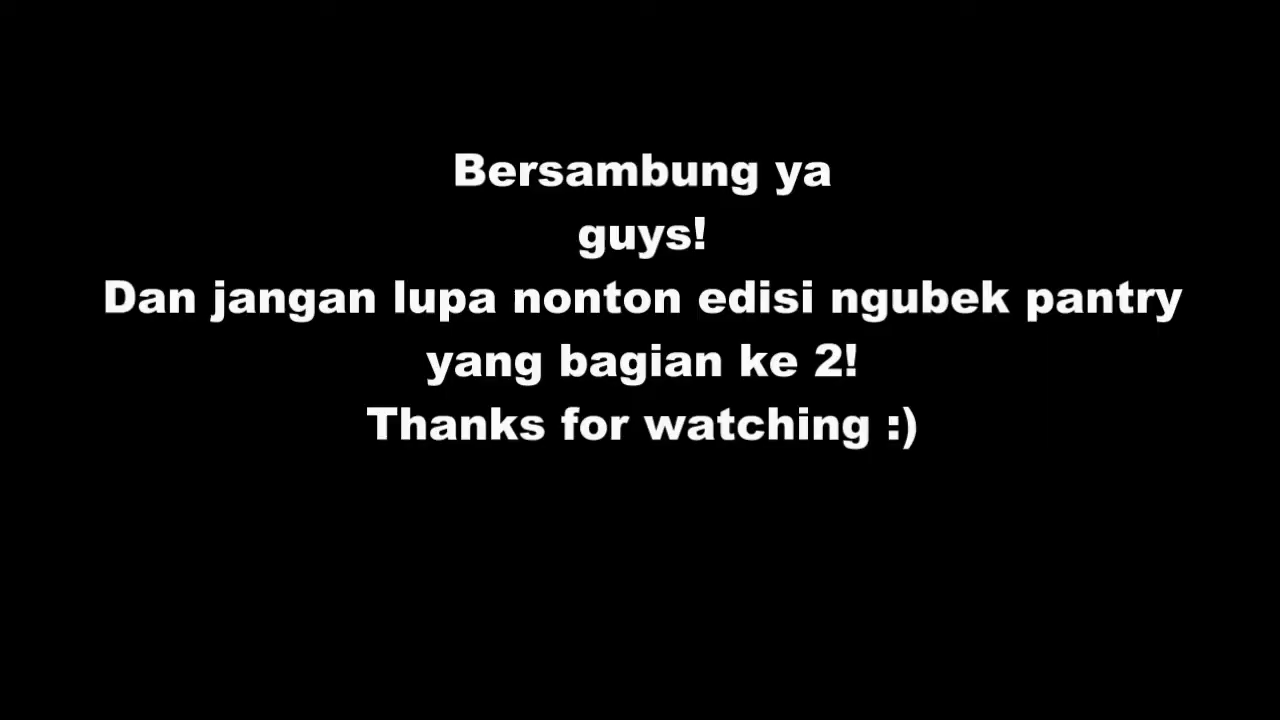 Bersambung ya
guys!
Dan jangan lupa nonton edisi ngubek pantry
yang bagian ke 2!
Thanks for watching :)